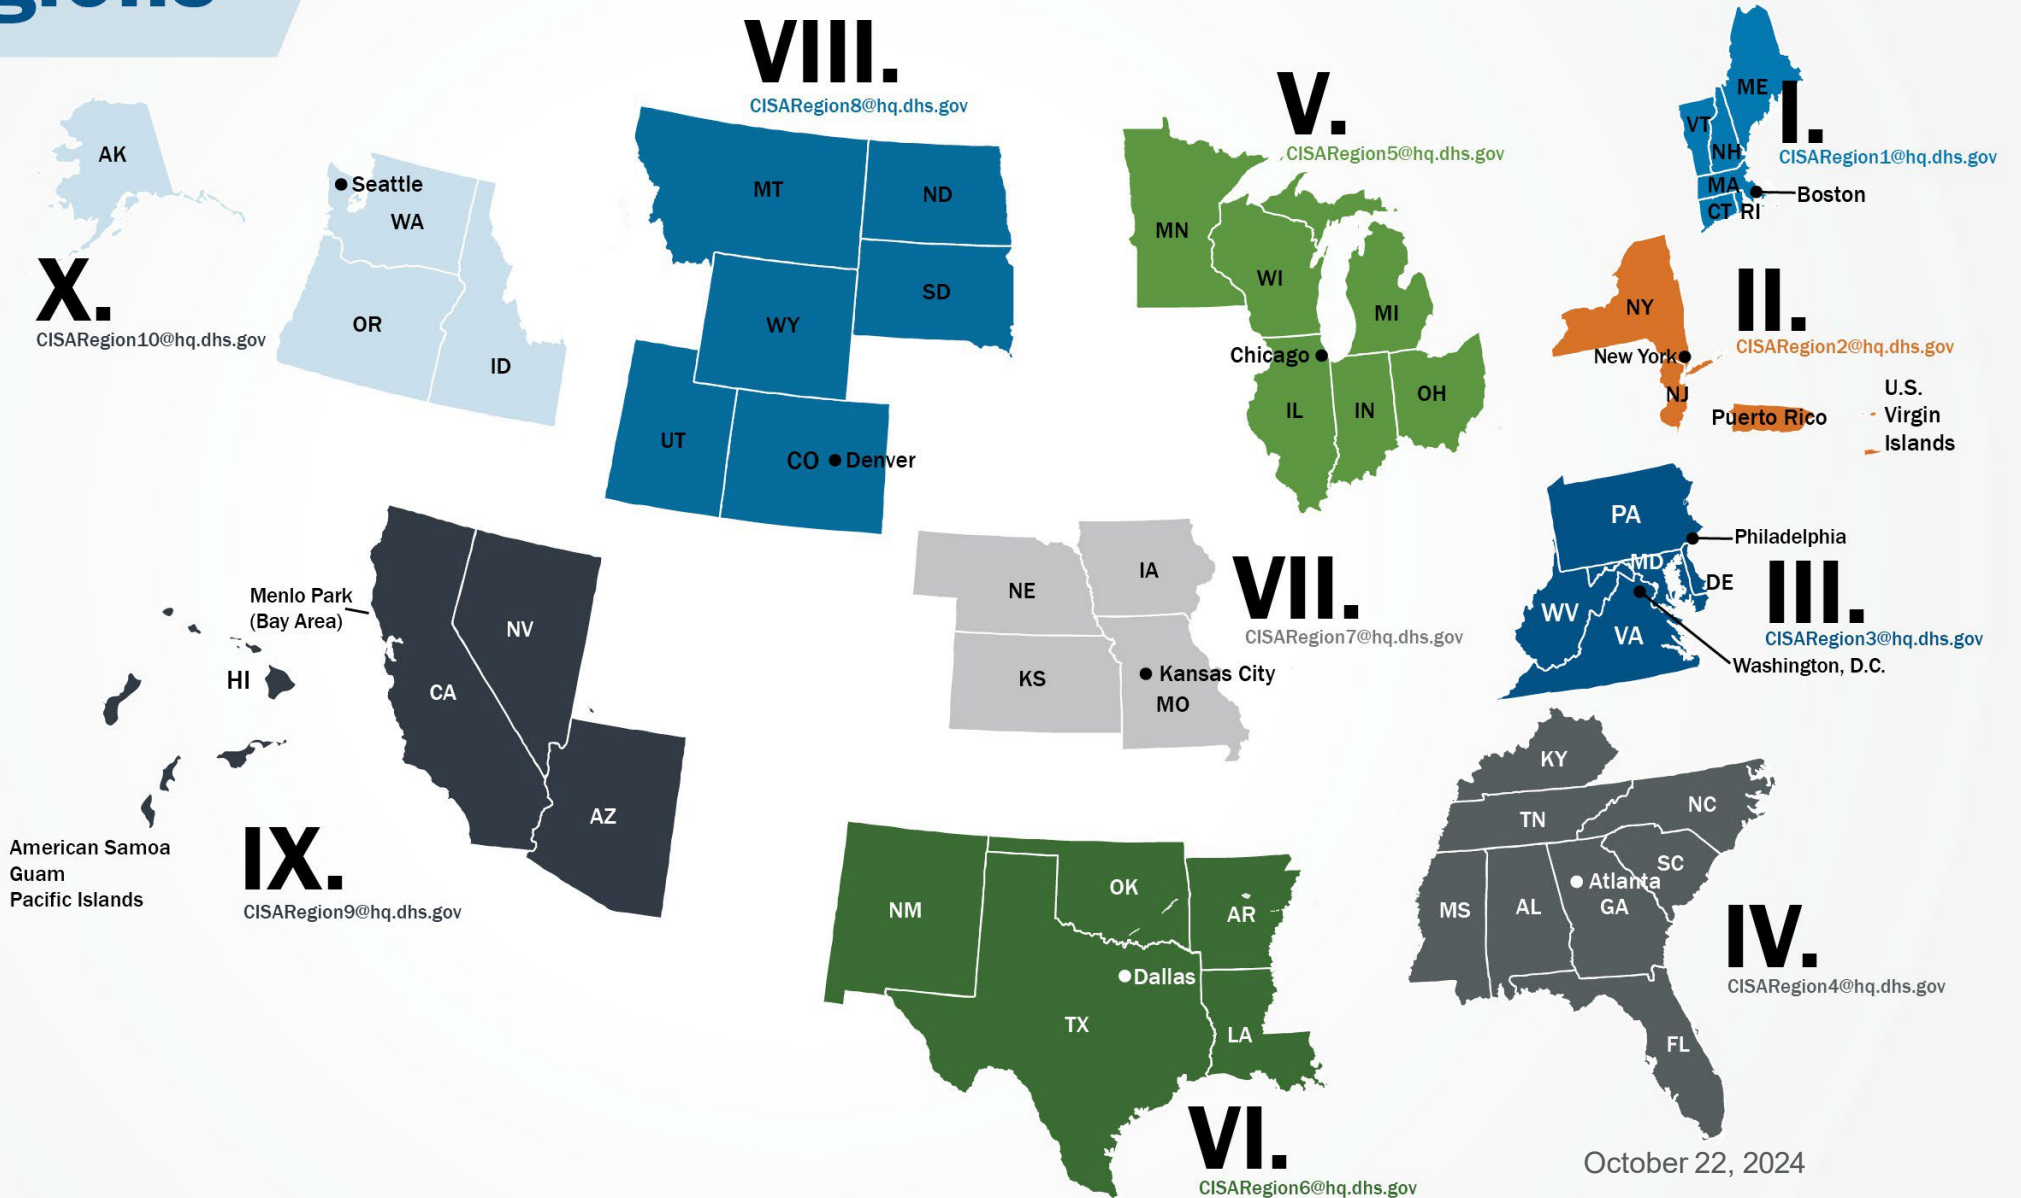 VIII.
CISARegion8@hq.dhs.gov
V.
CISARegion5@hq.dhs.gov
I.
CISARegion1@hq.dhs.gov
ME
VT
NH
MA
CT RI
Boston
AK
Seattle
WA
OR
ID
X.
CISARegion10@hq.dhs.gov
MT
ND
SD
WY
UT
CO
Denver
MN
WI
MI
Chicago
IL
IN
OH
NY
II.
CISARegion2@hq.dhs.gov
New York
NJ
Puerto Rico
U.S.
Virgin
Islands
PA
Philadelphia
MD
DE
WV
VA
III.
CISARegion3@hq.dhs.gov
Washington, D.C.
Menlo Park
(Bay Area)
NV
HI
CA
AZ
American Samoa
Guam
Pacific Islands
IX.
CISARegion9@hq.dhs.gov
NE
IA
VII.
CISARegion7@hq.dhs.gov
KS
Kansas City
MO
KY
TN
NC
SC
Atlanta
MS
AL
GA
FL
IV.
CISARegion4@hq.dhs.gov
NM
OK
AR
Dallas
TX
LA
VI.
CISARegion6@hq.dhs.gov
October 22, 2024